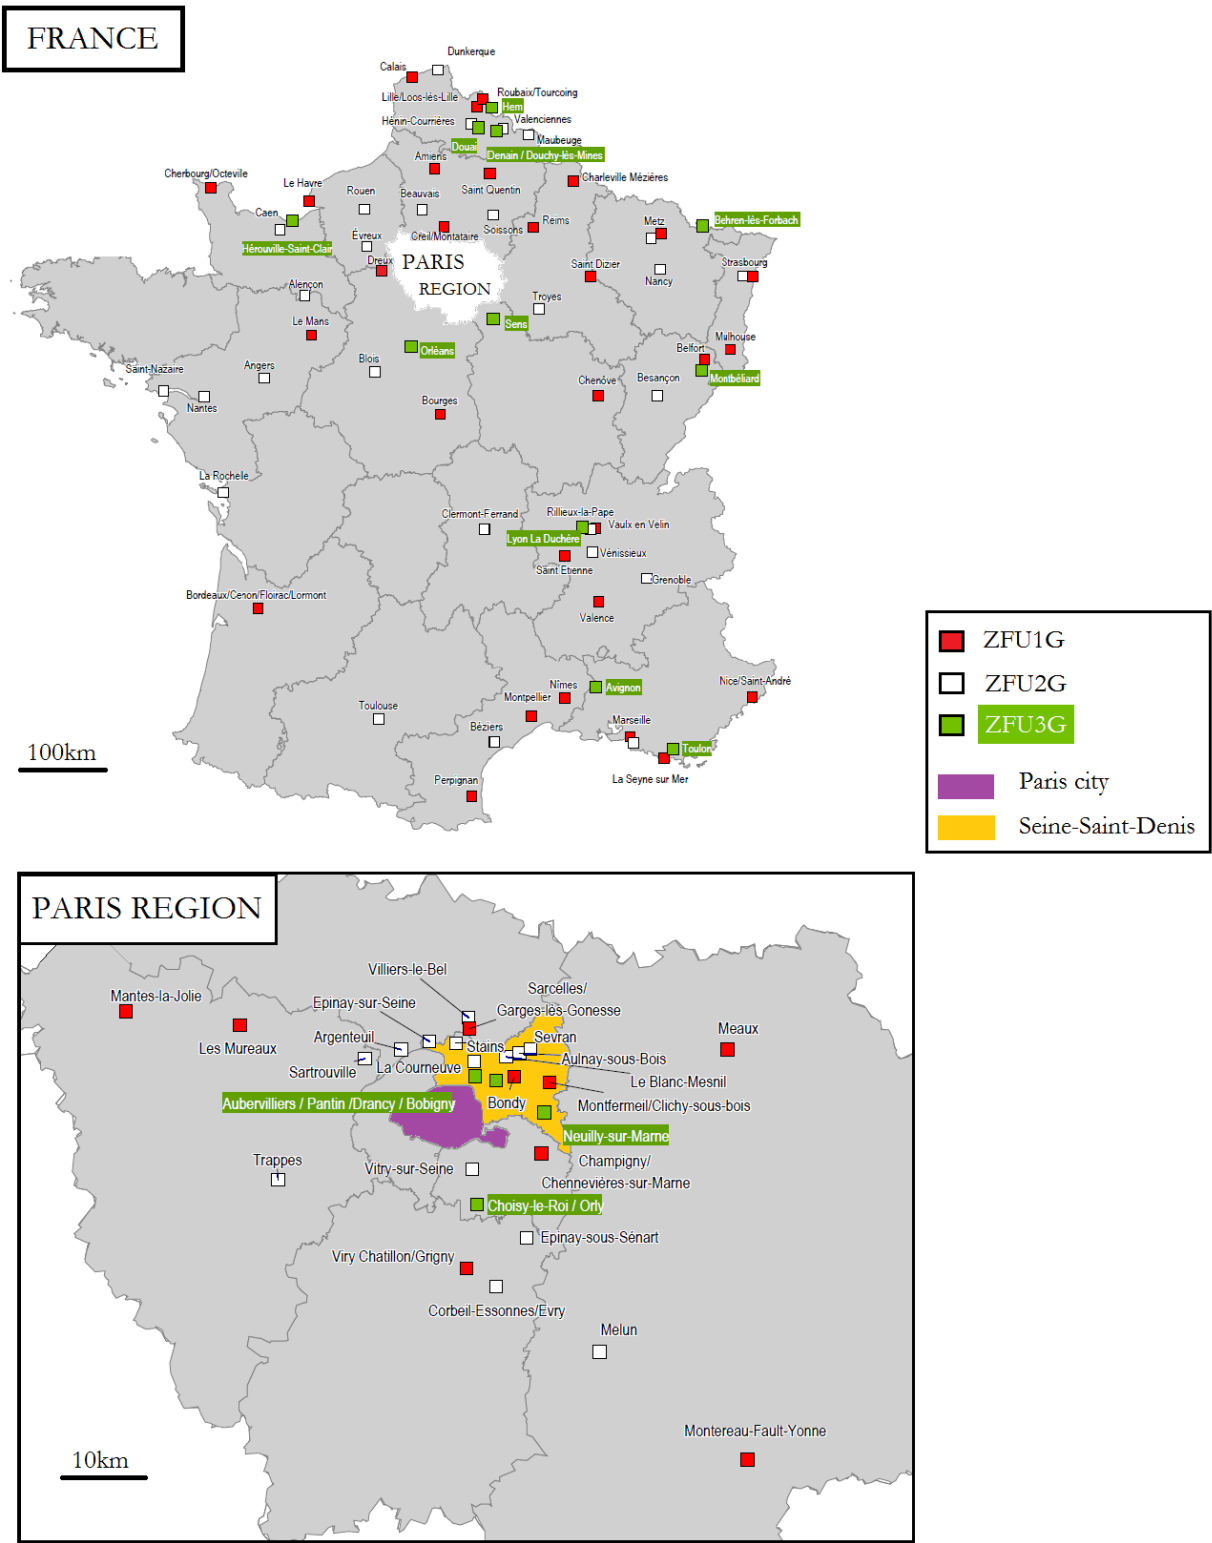 FRANCE
Dunkerque
Calais
Lille/Loos-lés-Lille
Roubaix/Tourcoing
Hem
Hénin-Courrières
Valenciennes
Maubeuge
Douai
Denain / Douchy-lés-Mines
Amiens
Cherbourg/Octeville
Le Havre
Rouen
Beauvais
Saint Quentin
Charleville Mézières
Caen
Hérouville-Saint-Clair
Évreux
Creil/Montataire
Soissons
Reims
Metz
Behren-lés-Forbach
Dreux
PARIS
REGION
Saint Dizier
Nancy
Strasbourg
Alençon
Troyes
Le Mans
Sens
Orléans
Mulhouse
Belfort
Montbéliard
Saint-Nazaire
Angers
Blois
Chenôve
Besançon
Nantes
Bourges
La Rochelle
Clermont-Ferrand
Rillieux-la-Pape
Vaulx en Velin
Lyon La Duchére
Vénissieux
Saint Etienne
Grenoble
Bordeaux/Cenon/Floirac/Lormont
Valence
Nîmes
Avignon
Nice/Saint-André
Montpellier
Toulouse
Béziers
Marseille
Toulon
La Seyne sur Mer
Perpignan
100km
ZFU1G
ZFU2G
ZFU3G
Paris city
Seine-Saint-Denis
PARIS REGION
Villiers-le-Bel
Mantes-la-Jolie
Epinay-sur-Seine
Sarcelles/
Garges-lès-Gonesse
Les Mureaux
Argenteuil
Stains
Sevran
Meaux
Sartrouville
La Courneuve
Aulnay-sous-Bois
Le Blanc-Mesnil
Aubervilliers / Pantin /Drancy / Bobigny
Bondy
Montfermeil/Clichy-sous-bois
Neuilly-sur-Marne
Trappes
Vitry-sur-Seine
Champigny/
Chennevières-sur-Marne
Choisy-le-Roi / Orly
Epinay-sous-Sénart
Viry Chatillon/Grigny
Corbeil-Essonnes/Evry
Melun
Montereau-Fault-Yonne
10km